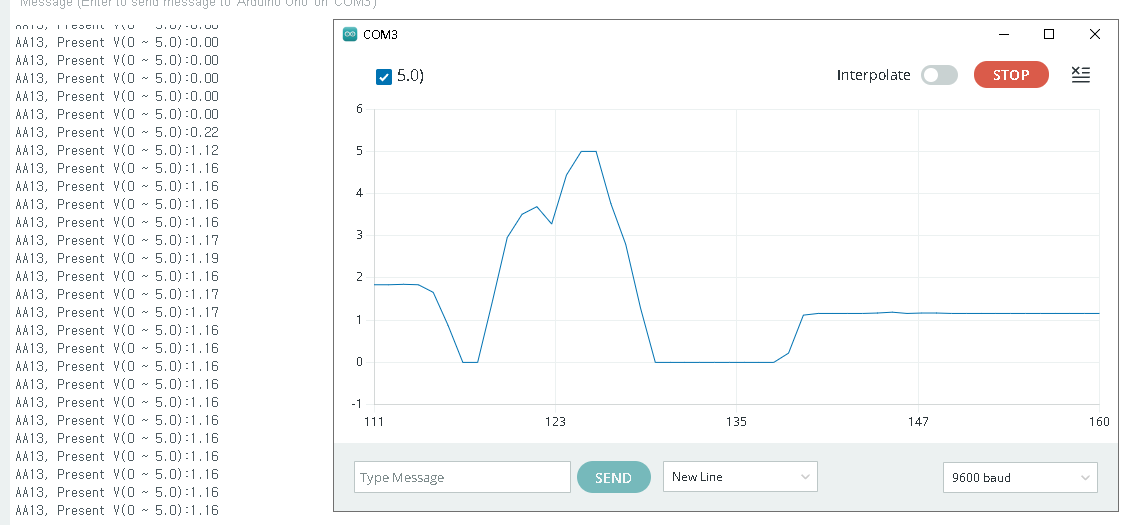 Message (Enter to send message to 'Arduino Uno' on 'COM3')
AA13, Present V(0 ~ 5.0):0.00
AA13, Present V(0 ~ 5.0):0.00
AA13, Present V(0 ~ 5.0):0.00
AA13, Present V(0 ~ 5.0):0.00
AA13, Present V(0 ~ 5.0):0.00
AA13, Present V(0 ~ 5.0):0.00
AA13, Present V(0 ~ 5.0):0.22
AA13, Present V(0 ~ 5.0):1.12
AA13, Present V(0 ~ 5.0):1.16
AA13, Present V(0 ~ 5.0):1.16
AA13, Present V(0 ~ 5.0):1.16
AA13, Present V(0 ~ 5.0):1.16
AA13, Present V(0 ~ 5.0):1.17
AA13, Present V(0 ~ 5.0):1.19
AA13, Present V(0 ~ 5.0):1.16
AA13, Present V(0 ~ 5.0):1.17
AA13, Present V(0 ~ 5.0):1.17
AA13, Present V(0 ~ 5.0):1.16
AA13, Present V(0 ~ 5.0):1.16
AA13, Present V(0 ~ 5.0):1.16
AA13, Present V(0 ~ 5.0):1.16
AA13, Present V(0 ~ 5.0):1.16
AA13, Present V(0 ~ 5.0):1.16
AA13, Present V(0 ~ 5.0):1.16
AA13, Present V(0 ~ 5.0):1.16
AA13, Present V(0 ~ 5.0):1.16
AA13, Present V(0 ~ 5.0):1.16
AA13, Present V(0 ~ 5.0):1.16
COM3
5.0)
Interpolate
STOP
6
5
4
3
2
1
0
-1
111 123 135 147 160
Type Message
SEND
New Line
9600 baud